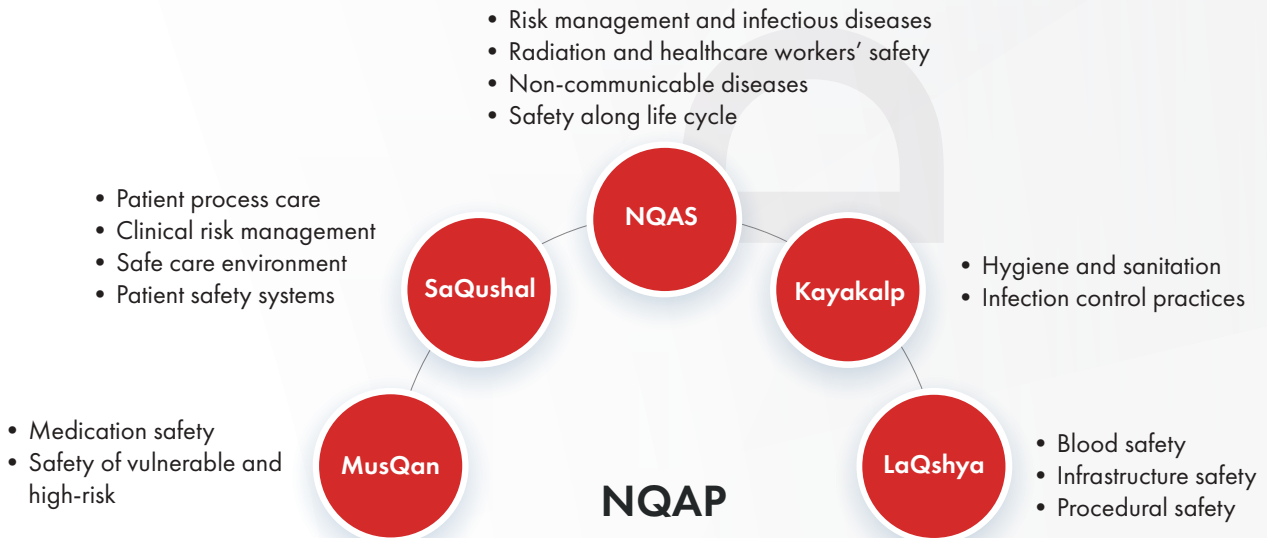 • Risk management and infectious diseases
• Radiation and healthcare workers’ safety
• Non-communicable diseases
• Safety along life cycle
NQAS
• Patient process care
• Clinical risk management
• Safe care environment
• Patient safety systems
SaQushal
Kayakalp
• Hygiene and sanitation
• Infection control practices
• Medication safety
• Safety of vulnerable and
high-risk
MusQan
NQAP
LaQshya
• Blood safety
• Infrastructure safety
• Procedural safety